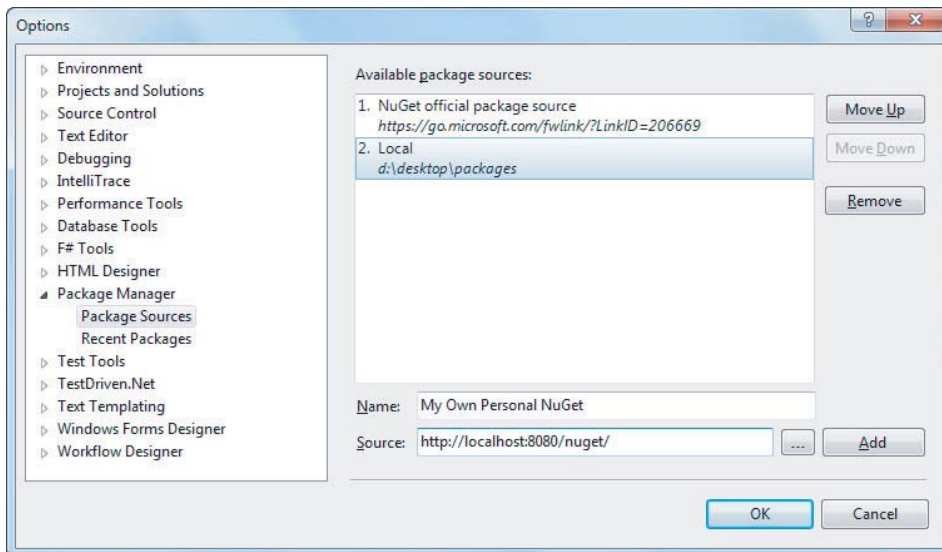 Options
Environment
Projects and Solutions
Source Control
Text Editor
Debugging
IntelliTrace
Performance Tools
Database Tools
F# Tools
HTML Designer
Package Manager
Package Sources
Recent Packages
Test Tools
TestDriven.Net
Text Templating
Windows Forms Designer
Workflow Designer
Available package sources:
1. NuGet official package source
https://go.microsoft.com/fwlink/?LinkID=206669
2. Local
d:\desktop\packages
Move Up
Move Down
Remove
Name: My Own Personal NuGet
Source: http://localhost:8080/nuget/ ... Add
OK Cancel